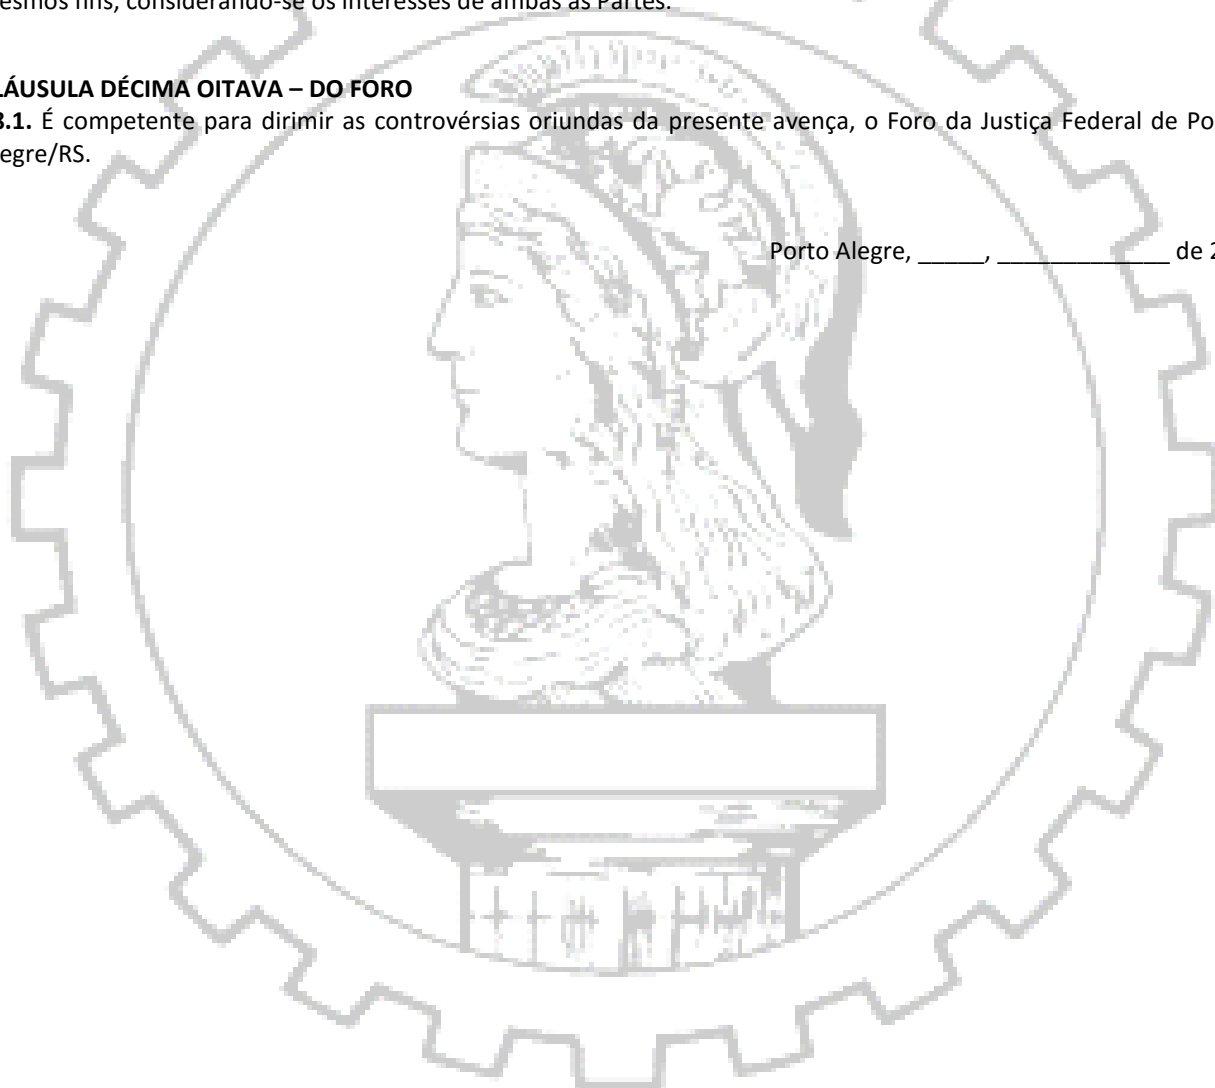 esmos fins, considerando-se os interesses de ambas as Partes.
LÁUSULA DÉCIMA OITAVA – DO FORO
8.1. É competente para dirimir as controvérsias oriundas da presente avença, o Foro da Justiça Federal de Po
legre/RS.
Porto Alegre, _____, _____________ de 2